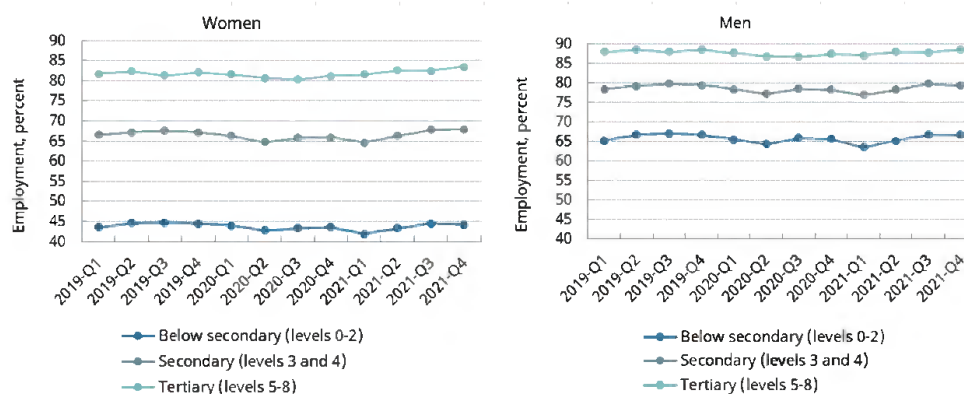 Women
Employment, percent
90
85
80
75
70
65
60
55
50
45
40
2019-Q1
2019-Q2
2019-Q3
2019-Q4
2020-Q1
2020-Q2
2020-Q3
2020-Q4
2021-Q1
2021-Q2
2021-Q3
2021-Q4
Below secondary (levels 0-2)
Secondary (levels 3 and 4)
Tertiary (levels 5-8)
Men
Employment, percent
90
85
80
75
70
65
60
55
50
45
40
2019-Q1
2019-Q2
2019-Q3
2019-Q4
2020-Q1
2020-Q2
2020-Q3
2020-Q4
2021-Q1
2021-Q2
2021-Q3
2021-Q4
Below secondary (levels 0-2)
Secondary (levels 3 and 4)
Tertiary (levels 5-8)